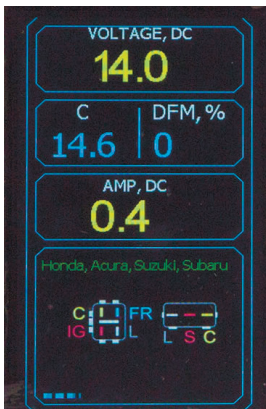 VOLTAGE, DC
14.0
C DFM, %
14.6 0
AMP, DC
0.4
Honda, Acura, Suzuki, Subaru
C FR
IG L
L S C